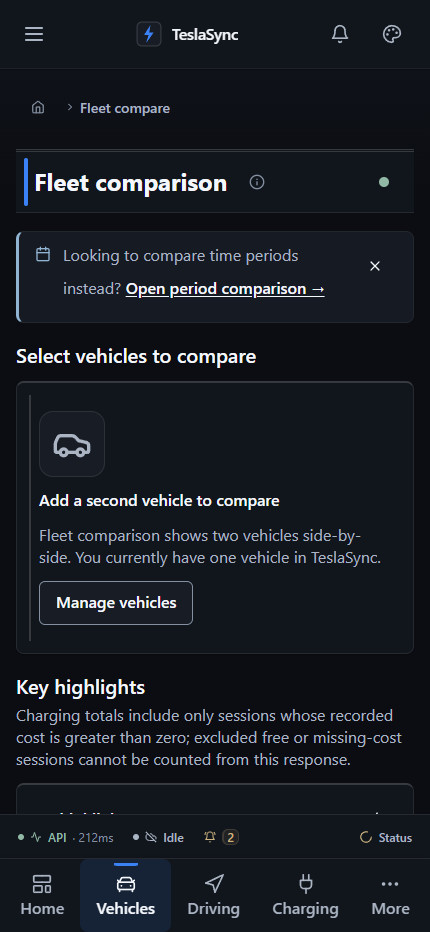 TeslaSync
Fleet compare
Fleet comparison
Looking to compare time periods
instead? Open period comparison →
Select vehicles to compare
Add a second vehicle to compare
Fleet comparison shows two vehicles side-by-
side. You currently have one vehicle in TeslaSync.
Manage vehicles
Key highlights
Charging totals include only sessions whose recorded
cost is greater than zero; excluded free or missing-cost
sessions cannot be counted from this response.
API · 212ms
Idle
2
Status
Home
Vehicles
Driving
Charging
More